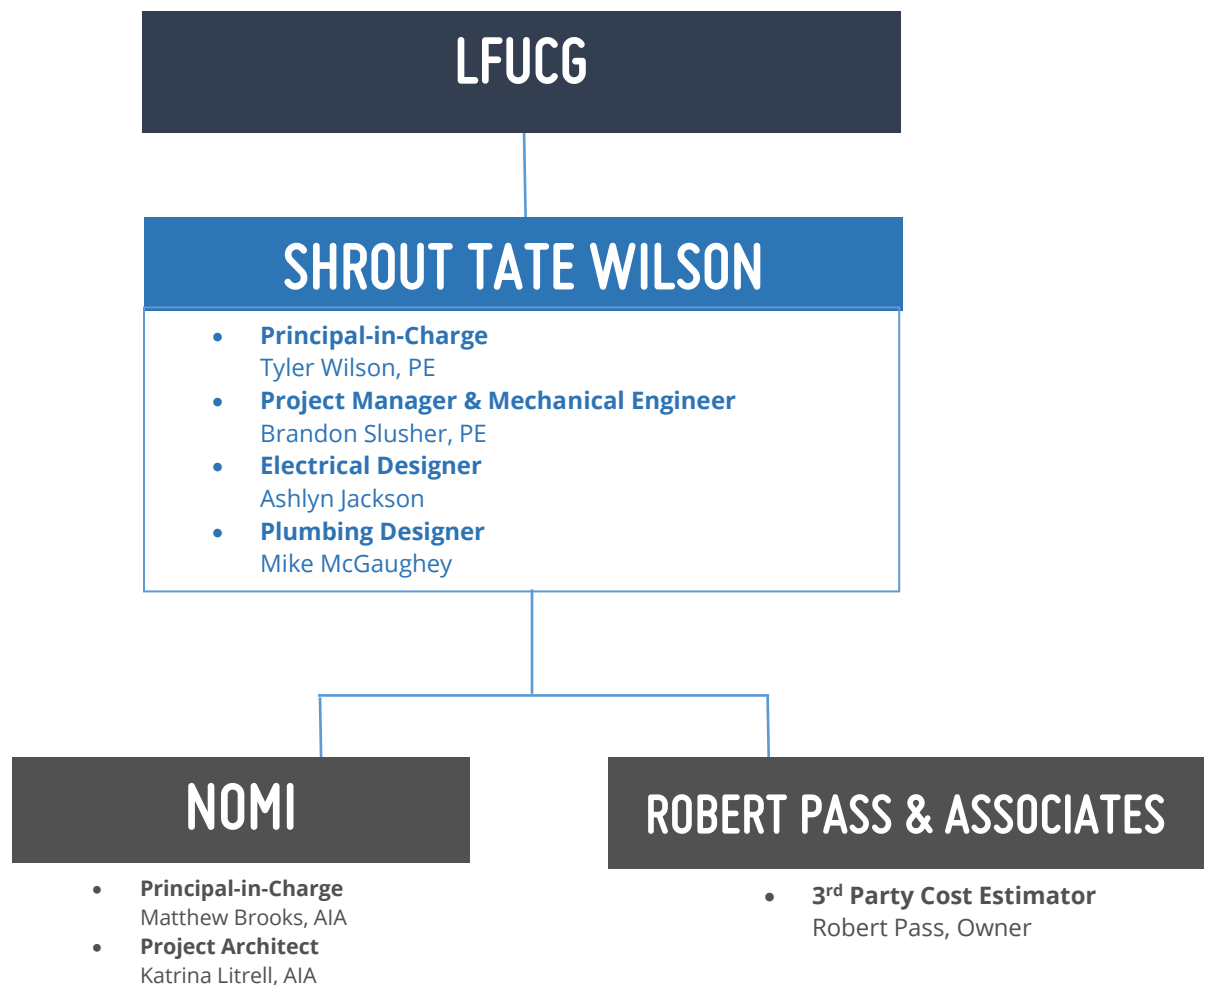 LFUCG
SHROUT TATE WILSON
• Principal-in-Charge
Tyler Wilson, PE
• Project Manager & Mechanical Engineer
Brandon Slusher, PE
• Electrical Designer
Ashlyn Jackson
• Plumbing Designer
Mike McGaughey
NOMI
• Principal-in-Charge
Matthew Brooks, AIA
• Project Architect
Katrina Litrell, AIA
ROBERT PASS & ASSOCIATES
• 3rd Party Cost Estimator
Robert Pass, Owner